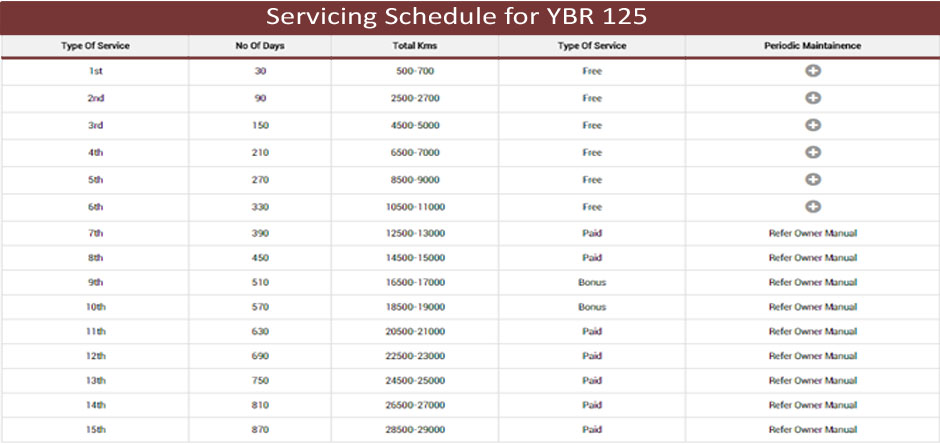 Servicing Schedule for YBR 125
Type Of Service No Of Days Total Kms Type Of Service Periodic Maintainence
1st 30 500-700 Free
2nd 90 2500-2700 Free
3rd 150 4500-5000 Free
4th 210 6500-7000 Free
5th 270 8500-9000 Free
6th 330 10500-11000 Free
7th 390 12500-13000 Paid Refer Owner Manual
8th 450 14500-15000 Paid Refer Owner Manual
9th 510 16500-17000 Bonus Refer Owner Manual
10th 570 18500-19000 Bonus Refer Owner Manual
11th 630 20500-21000 Paid Refer Owner Manual
12th 690 22500-23000 Paid Refer Owner Manual
13th 750 24500-25000 Paid Refer Owner Manual
14th 810 26500-27000 Paid Refer Owner Manual
15th 870 28500-29000 Paid Refer Owner Manual